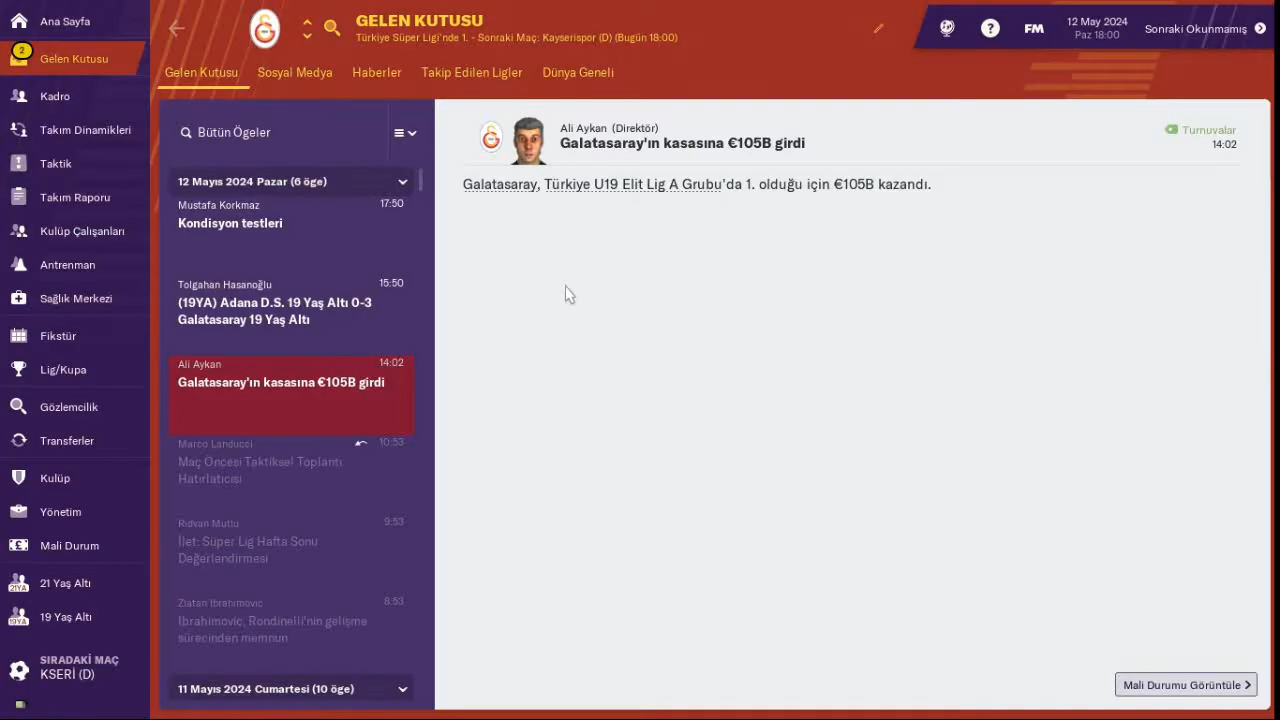 Ana Sayfa
2
Gelen Kutusu
Kadro
Takım Dinamikleri
Taktik
Takım Raporu
Kulüp Çalışanları
Antrenman
Sağlık Merkezi
Fikstür
Lig/Kupa
Gözlemcilik
Transferler
Kulüp
Yönetim
Mali Durum
21YA
21 Yaş Altı
19YA
19 Yaş Altı
SIRADAKİ MAÇ
KSERİ (D)
GELEN KUTUSU
Türkiye Süper Ligi'nde 1. - Sonraki Maç: Kayserispor (D) (Bugün 18:00)
?
FM
12 May 2024
Paz 18:00
Sonraki Okunmamış
Gelen Kutusu
Sosyal Medya
Haberler
Takip Edilen Ligler
Dünya Geneli
Bütün Ögeler
12 Mayıs 2024 Pazar (6 öge)
Mustafa Korkmaz 17:50
Kondisyon testleri
Tolgahan Hasanoğlu 15:50
(19YA) Adana D.S. 19 Yaş Altı 0-3
Galatasaray 19 Yaş Altı
Ali Aykan 14:02
Galatasaray'ın kasasına €105B girdi
Marco Landucci 10:53
Maç Öncesi Taktiksel Toplantı
Hatırlatıcısı
Rıdvan Mutlu 9:53
İlet: Süper Lig Hafta Sonu
Değerlendirmesi
Zlatan Ibrahimovic 8:53
Ibrahimovic, Rondinelli'nin gelişme
sürecinden memnun
11 Mayıs 2024 Cumartesi (10 öge)
Ali Aykan (Direktör)
Galatasaray'ın kasasına €105B girdi
Turnuvalar
14:02
Galatasaray, Türkiye U19 Elit Lig A Grubu'da 1. olduğu için €105B kazandı.
Mali Durumu Görüntüle